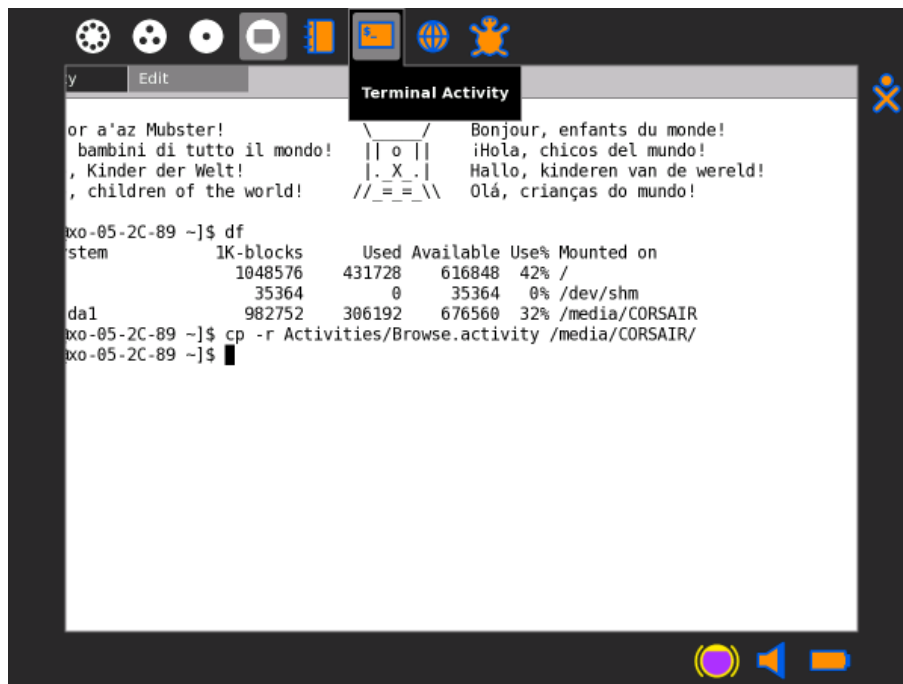 $_
y Edit
Terminal Activity
or a'az Mubster! \_____/ Bonjour, enfants du monde!
bambini di tutto il mondo! || o || ¡Hola, chicos del mundo!
, Kinder der Welt! |._X_.| Hallo, kinderen van de wereld!
, children of the world! //_=_=_\\ Olá, crianças do mundo!
xo-05-2C-89 ~]$ df
stem 1K-blocks Used Available Use% Mounted on
1048576 431728 616848 42% /
35364 0 35364 0% /dev/shm
da1 982752 306192 676560 32% /media/CORSAIR
xo-05-2C-89 ~]$ cp -r Activities/Browse.activity /media/CORSAIR/
xo-05-2C-89 ~]$